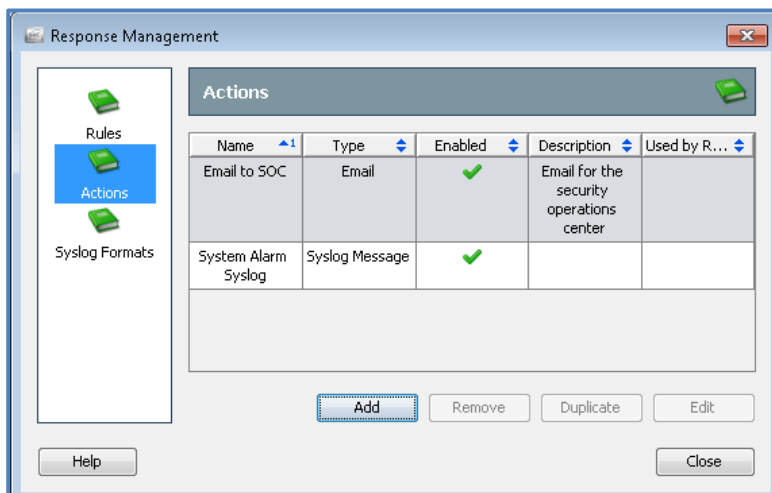 Response Management
Rules
Actions
Syslog Formats
Actions
Name 1 Type Enabled Description Used by R...
Email to SOC Email Email for the
security
operations
center
System Alarm
Syslog Syslog Message
Add Remove Duplicate Edit
Help Close